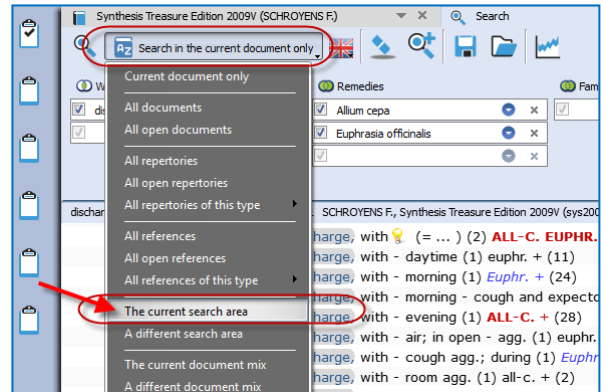 Synthesis Treasure Edition 2009V (SCHROYENS F.)
Search
Search in the current document only
W
Remedies
Fam
dis
Allium cepa
Euphrasia officinalis
Current document only
All documents
All open documents
All repertories
All open repertories
All repertories of this type
All references
All open references
All references of this type
The current search area
A different search area
The current document mix
A different document mix
dischar
SCHROYENS F., Synthesis Treasure Edition 2009V (sys200
harge, with (= ... ) (2) ALL-C. EUPHR.
harge, with - daytime (1) euphr. + (11)
harge, with - morning (1) Euphr. + (24)
harge, with - morning - cough and expecto
harge, with - evening (1) ALL-C. + (28)
harge, with - air; in open - agg. (1) euphr.
harge, with - cough agg.; during (1) Euphr
harge, with - room agg. (1) all-c. + (2)